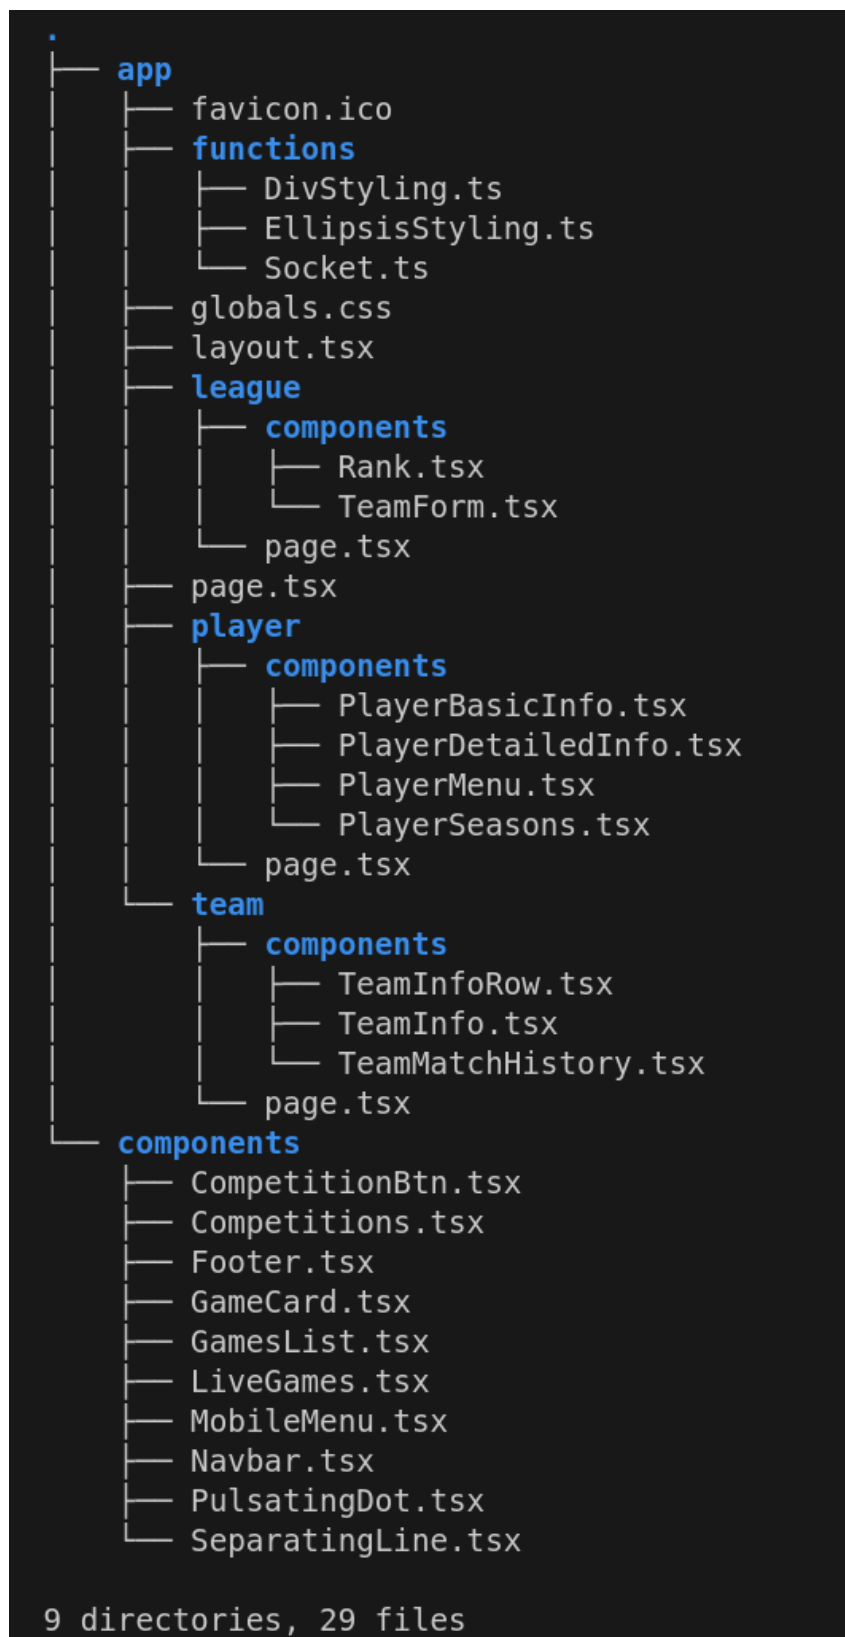 .
├── app
│   ├── favicon.ico
│   ├── functions
│   │   ├── DivStyling.ts
│   │   ├── EllipsisStyling.ts
│   │   └── Socket.ts
│   ├── globals.css
│   ├── layout.tsx
│   ├── league
│   │   ├── components
│   │   │   ├── Rank.tsx
│   │   │   └── TeamForm.tsx
│   │   └── page.tsx
│   ├── page.tsx
│   ├── player
│   │   ├── components
│   │   │   ├── PlayerBasicInfo.tsx
│   │   │   ├── PlayerDetailedInfo.tsx
│   │   │   ├── PlayerMenu.tsx
│   │   │   └── PlayerSeasons.tsx
│   │   └── page.tsx
│   └── team
│       ├── components
│       │   ├── TeamInfoRow.tsx
│       │   ├── TeamInfo.tsx
│       │   └── TeamMatchHistory.tsx
│       └── page.tsx
└── components
    ├── CompetitionBtn.tsx
    ├── Competitions.tsx
    ├── Footer.tsx
    ├── GameCard.tsx
    ├── GamesList.tsx
    ├── LiveGames.tsx
    ├── MobileMenu.tsx
    ├── Navbar.tsx
    ├── PulsatingDot.tsx
    └── SeparatingLine.tsx

9 directories, 29 files